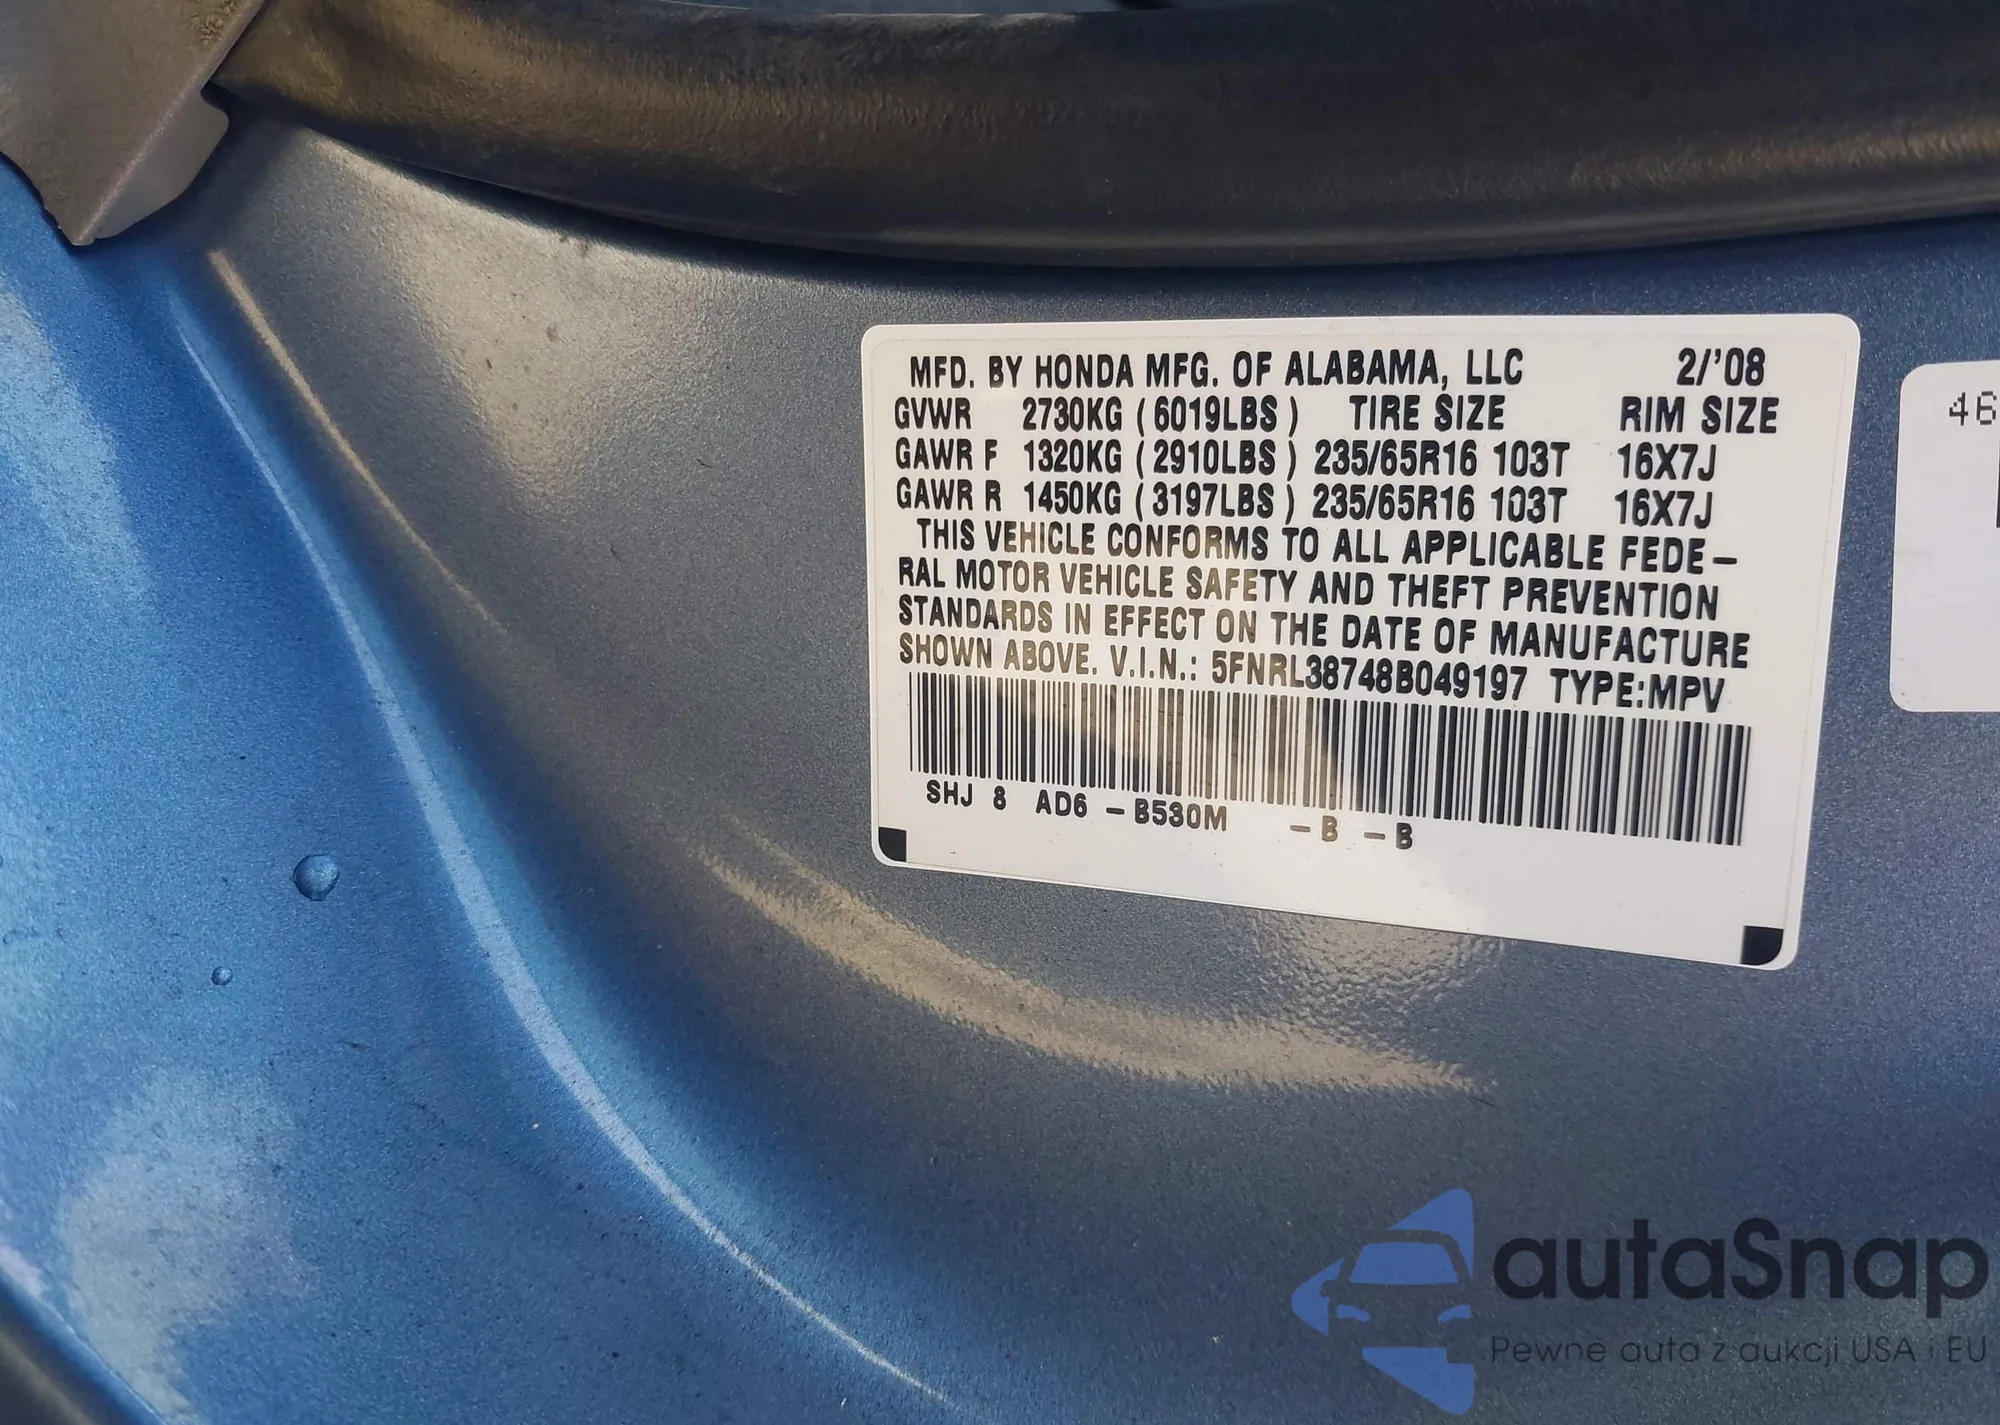 MFD. BY HONDA MFG. OF ALABAMA, LLC 2/'08
GVWR 2730KG (6019LBS) TIRE SIZE RIM SIZE
GAWR F 1320KG (2910LBS) 235/65R16 103T 16X7J
GAWR R 1450KG (3197LBS) 235/65R16 103T 16X7J
THIS VEHICLE CONFORMS TO ALL APPLICABLE FEDE-
RAL MOTOR VEHICLE SAFETY AND THEFT PREVENTION
STANDARDS IN EFFECT ON THE DATE OF MANUFACTURE
SHOWN ABOVE. V.I.N.: 5FNRL38748B049197 TYPE:MPV
SHJ 8 AD6 -B530M -B -B
46
autaSnap
Pewne auta z aukcji USA i EU